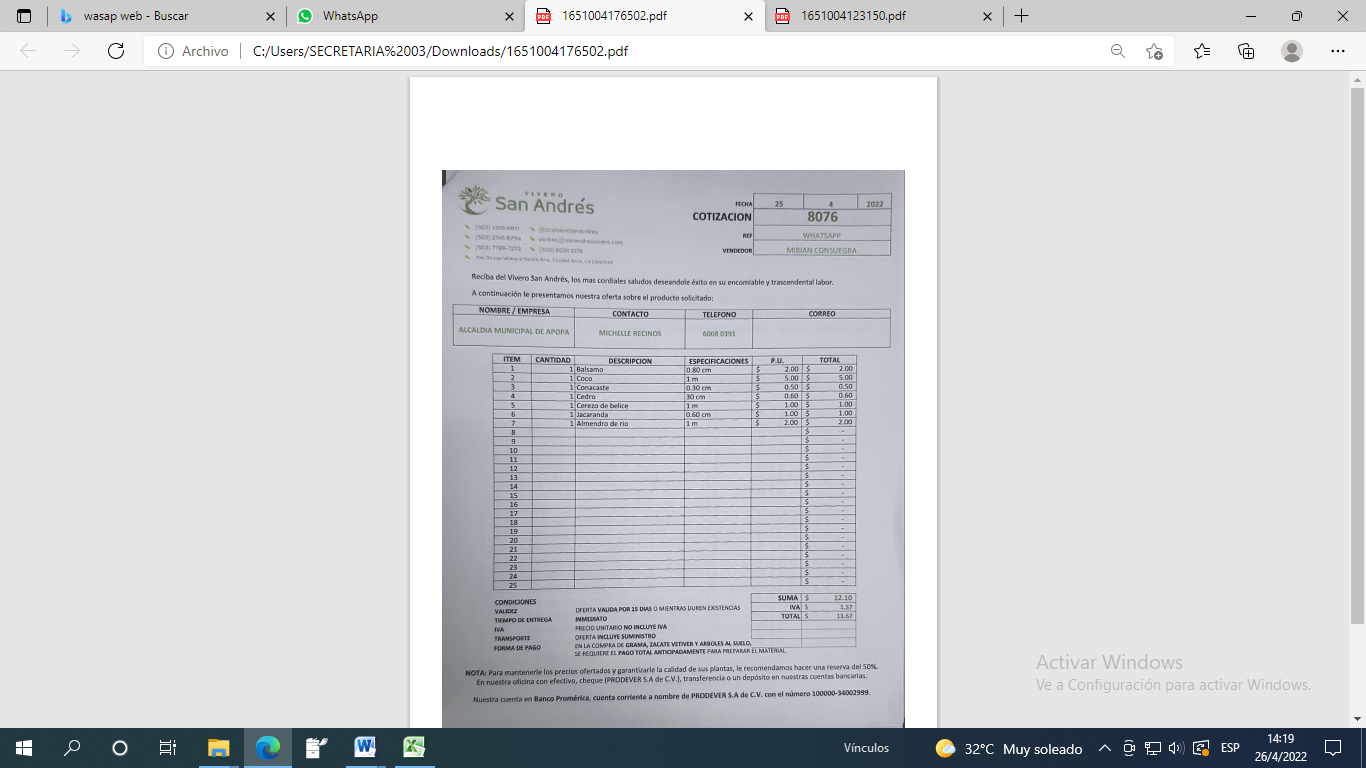 wasap web - Buscar
WhatsApp
1651004176502.pdf
1651004123150.pdf
Archivo
C:/Users/SECRETARIA%2003/Downloads/1651004176502.pdf
VIVERO
San Andrés
FECHA 25 4 2022
COTIZACION 8076
REF WHATSAPP
VENDEDOR MIRIAN CONSUEGRA
Reciba del Vivero San Andrés, los mas cordiales saludos deseandole éxito en su encomiable y trascendental labor.
A continuación le presentamos nuestra oferta sobre el producto solicitado:
NOMBRE / EMPRESA CONTACTO TELEFONO CORREO
ALCALDIA MUNICIPAL DE APOPA MICHELLE RECINOS 6008 0391
ITEM CANTIDAD DESCRIPCION ESPECIFICACIONES P.U. TOTAL
1 1 Balsamo 0.80 cm $ 2.00 $ 2.00
2 1 Coco 1 m $ 5.00 $ 5.00
3 1 Conacaste 0.30 cm $ 0.50 $ 0.50
4 1 Cedro 30 cm $ 0.60 $ 0.60
5 1 Cerezo de belice 1 m $ 1.00 $ 1.00
6 1 Jacaranda 0.60 cm $ 1.00 $ 1.00
7 1 Almendro de rio 1 m $ 2.00 $ 2.00
8 $ -
9 $ -
10 $ -
11 $ -
12 $ -
13 $ -
14 $ -
15 $ -
16 $ -
17 $ -
18 $ -
19 $ -
20 $ -
21 $ -
22 $ -
23 $ -
24 $ -
25 $ -
SUMA $ 12.10
IVA $ 1.57
TOTAL $ 13.67
CONDICIONES
VALIDEZ OFERTA VALIDA POR 15 DIAS O MIENTRAS DUREN EXISTENCIAS
TIEMPO DE ENTREGA INMEDIATO
IVA PRECIO UNITARIO NO INCLUYE IVA
TRANSPORTE OFERTA INCLUYE SUMINISTRO
FORMA DE PAGO EN LA COMPRA DE GRAMA, ZACATE VETIVER Y ARBOLES AL SUELO,
SE REQUIERE EL PAGO TOTAL ANTICIPADAMENTE PARA PREPARAR EL MATERIAL.
NOTA: Para mantenerle los precios ofertados y garantizarle la calidad de sus plantas, le recomendamos hacer una reserva del 50%.
En nuestra oficina con efectivo, cheque (PRODEVER S.A de C.V.), transferencia o un depósito en nuestras cuentas bancarias.
Nuestra cuenta en Banco Promérica, cuenta corriente a nombre de PRODEVER S.A de C.V. con el número 100000-34002999.
Activar Windows
Ve a Configuración para activar Windows.
Vínculos
32°C Muy soleado
ESP
14:19
26/4/2022